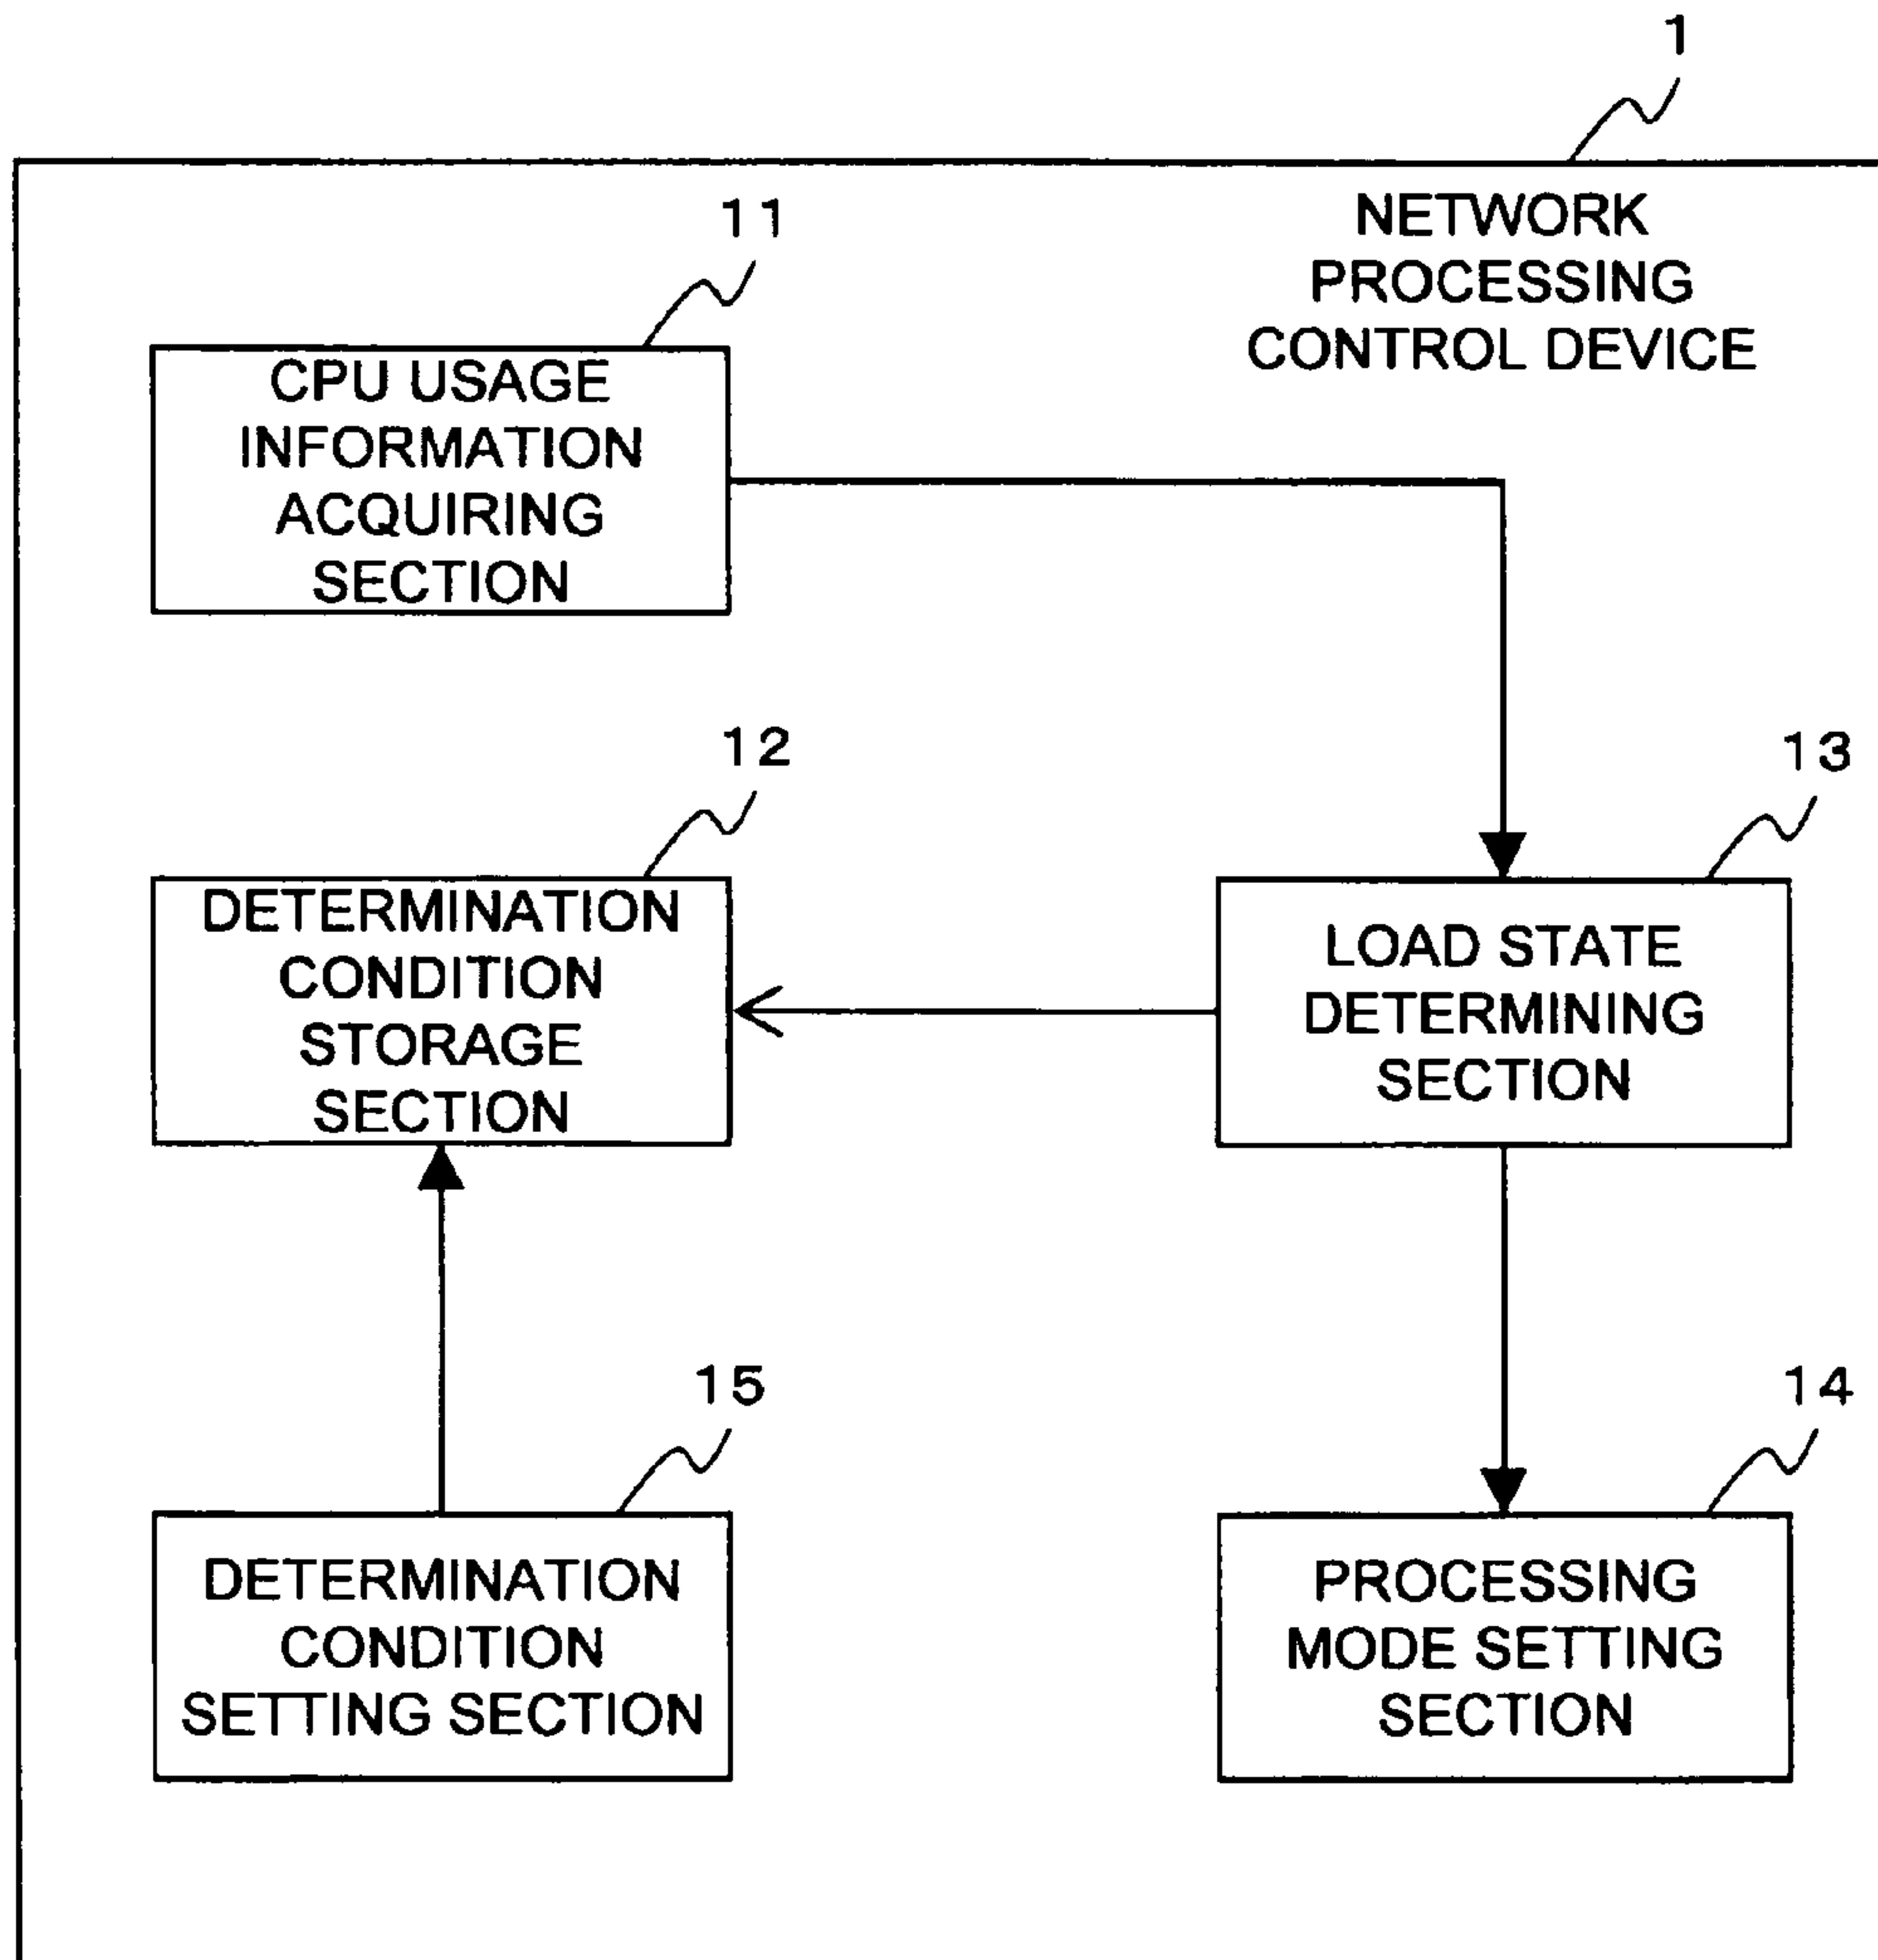 1
NETWORK
PROCESSING
CONTROL DEVICE
11
CPU USAGE
INFORMATION
ACQUIRING
SECTION
12
DETERMINATION
CONDITION
STORAGE
SECTION
13
LOAD STATE
DETERMINING
SECTION
15
DETERMINATION
CONDITION
SETTING SECTION
14
PROCESSING
MODE SETTING
SECTION